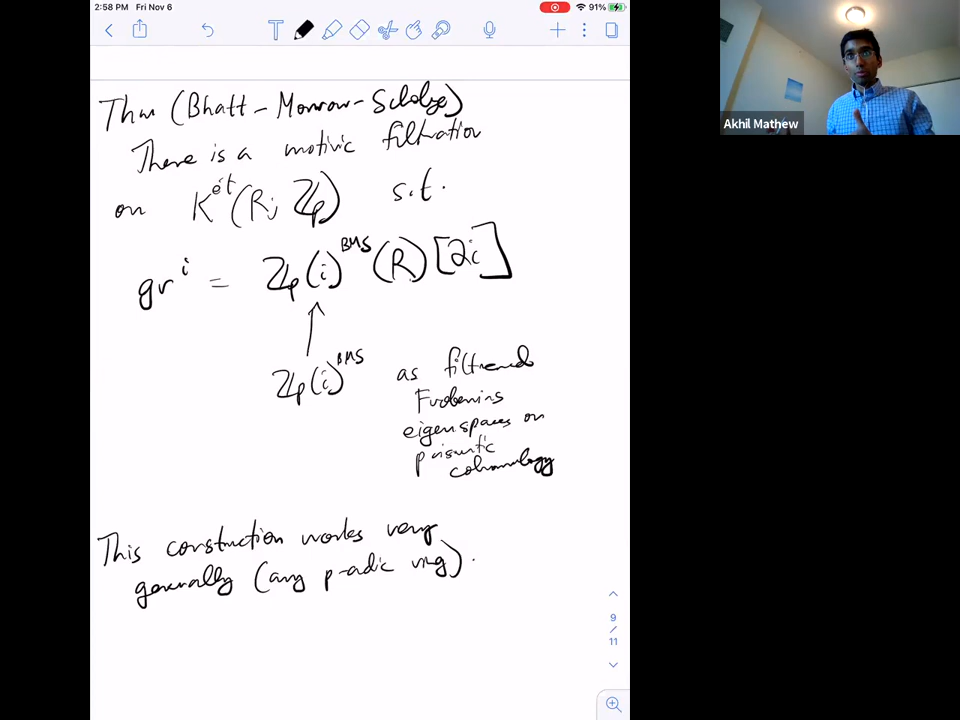 2:58 PM Fri Nov 6
91%
Thm (Bhatt-Morrow-Scholze)
There is a motivic filtration
on K^ét(R; ℤ_p) s.t.
gr^i = ℤ_p(i)^BMS(R)[2i]
ℤ_p(i)^BMS as filtered
Frobenius
eigenspaces on
prismatic
cohomology
This construction works very
generally (any p-adic ring).
9
/
11
Akhil Mathew